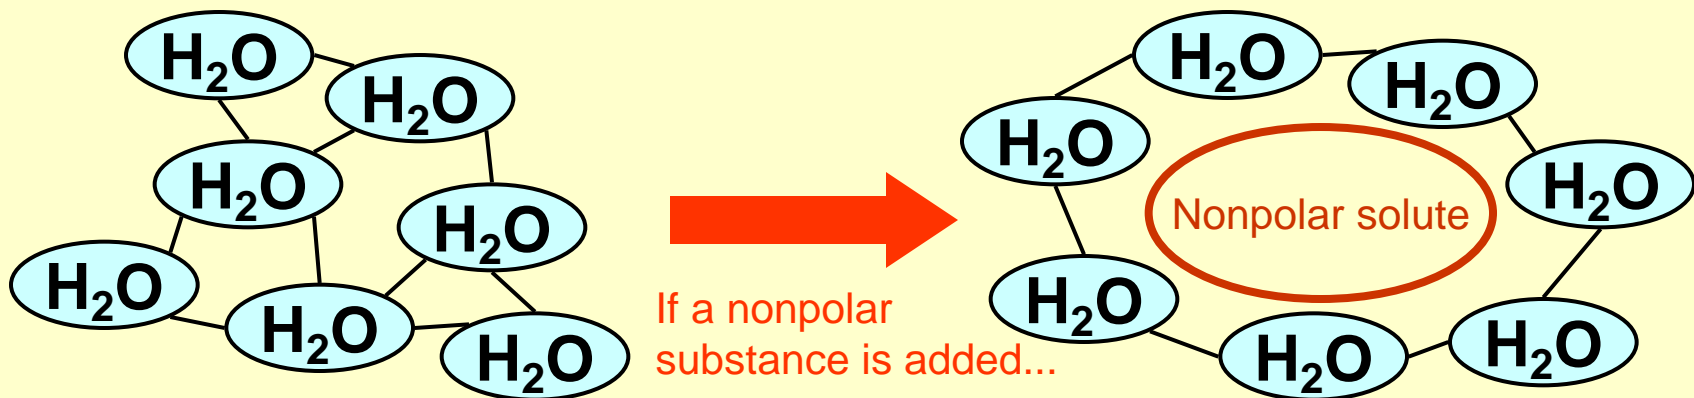 H₂O
H₂O
H₂O
H₂O
H₂O
H₂O
H₂O
If a nonpolar
substance is added...
H₂O
H₂O
H₂O
H₂O
Nonpolar solute
H₂O
H₂O
H₂O